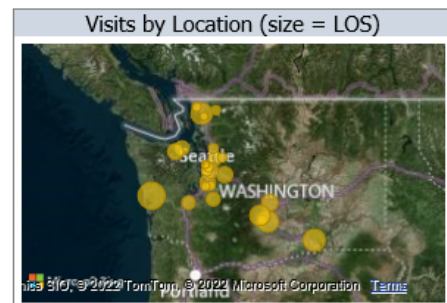 Visits by Location (size = LOS)
Seattle
WASHINGTON
© 2022 TomTom, © 2022 Microsoft Corporation Terms
Portland